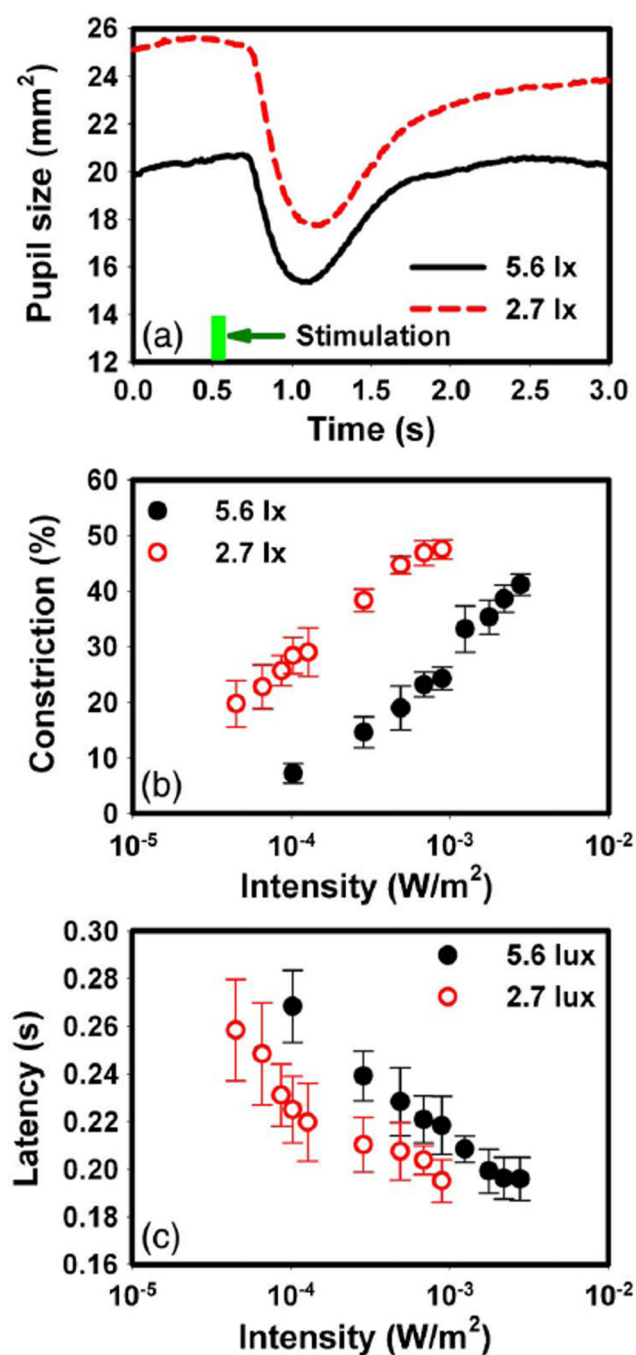 Pupil size (mm²)
26
24
22
20
18
16
14
12
5.6 lx
2.7 lx
(a)
Stimulation
0.0 0.5 1.0 1.5 2.0 2.5 3.0
Time (s)
Constriction (%)
60
50
40
30
20
10
0
5.6 lx
2.7 lx
(b)
10⁻⁵ 10⁻⁴ 10⁻³ 10⁻²
Intensity (W/m²)
Latency (s)
0.30
0.28
0.26
0.24
0.22
0.20
0.18
0.16
5.6 lux
2.7 lux
(c)
10⁻⁵ 10⁻⁴ 10⁻³ 10⁻²
Intensity (W/m²)